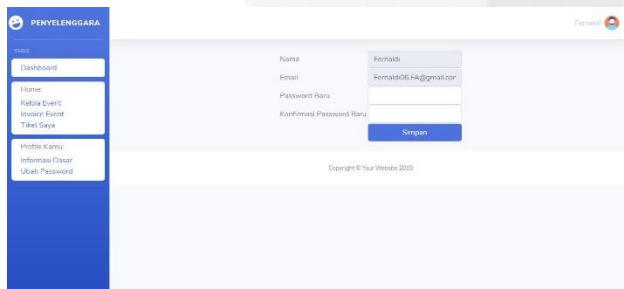 PENYELENGGARA
Fernaldi
Dashboard
Home:
Kelola Event
Invoice Event
Tiket Saya
Profile Kamu:
Informasi Dasar
Ubah Password
Nama
Fernaldi
Email
Fernaldi06.FA@gmail.com
Password Baru
Konfirmasi Password Baru
Simpan
Copyright © Your Website 2019